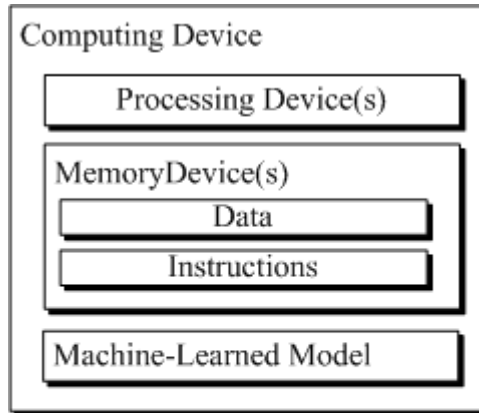 Computing Device
Processing Device(s)
MemoryDevice(s)
Data
Instructions
Machine-Learned Model